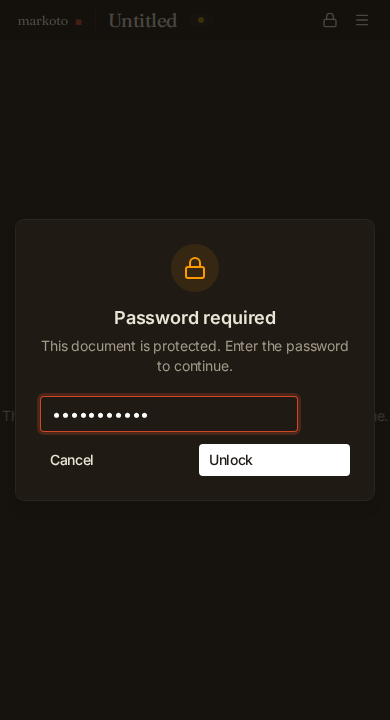 markoto
Untitled
Password required
This document is protected. Enter the password
to continue.
•••••••••••
Cancel
Unlock